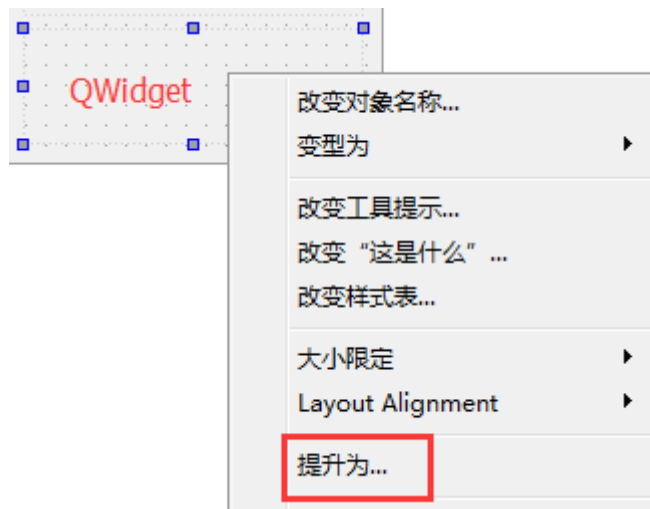 QWidget
改变对象名称...
变型为
改变工具提示...
改变“这是什么”...
改变样式表...
大小限定
Layout Alignment
提升为...